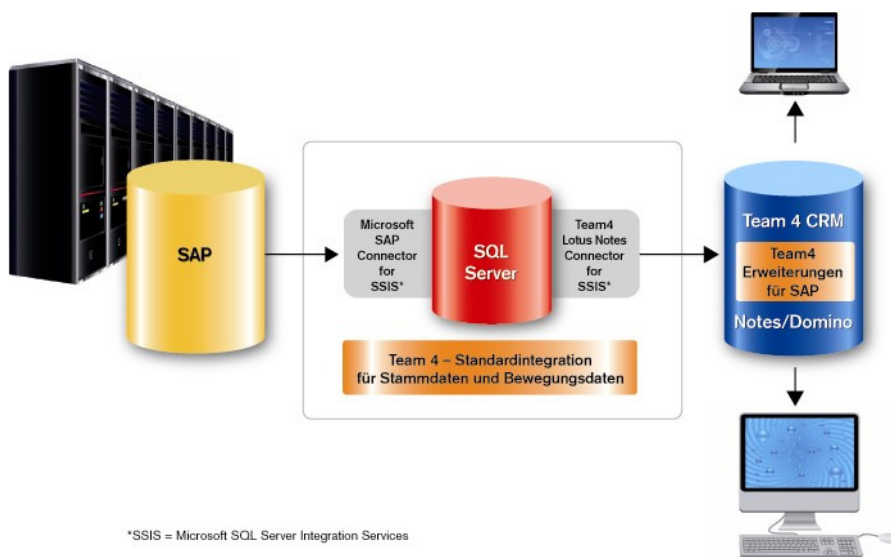 SAP
Microsoft
SAP
Connector
for
SSIS*
SQL
Server
Team4
Lotus Notes
Connector
for
SSIS*
Team 4 – Standardintegration
für Stammdaten und Bewegungsdaten
Team 4 CRM
Team4
Erweiterungen
für SAP
Notes/Domino
*SSIS = Microsoft SQL Server Integration Services